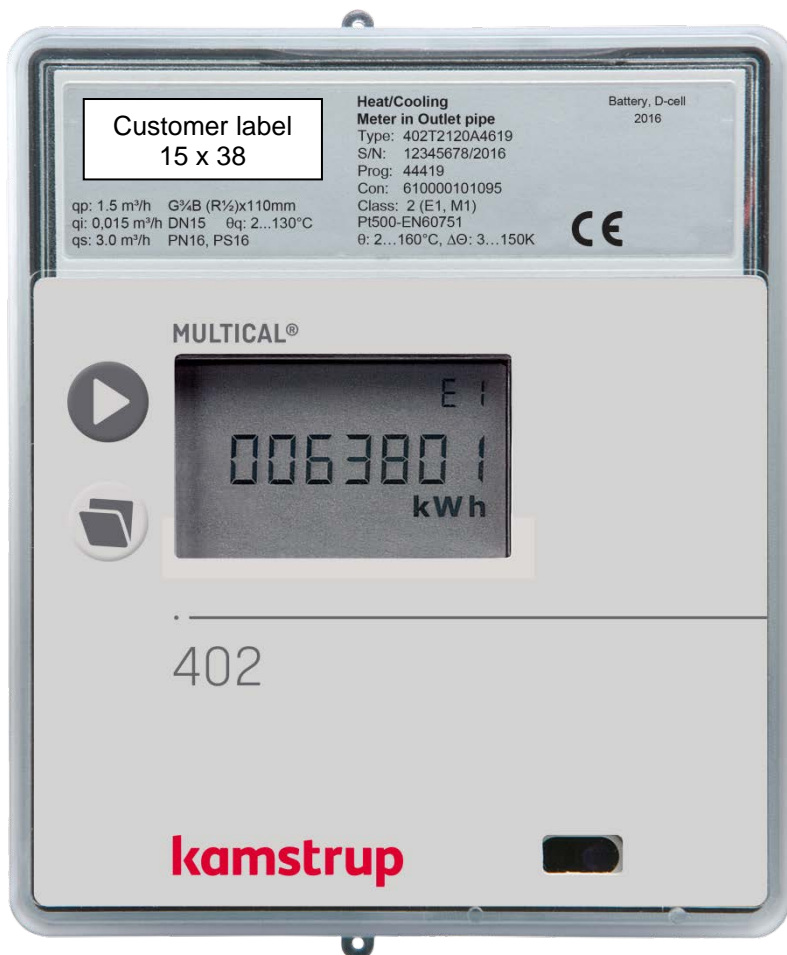 Customer label
15 x 38
qp: 1.5 m³/h G¾B (R½)x110mm
qi: 0,015 m³/h DN15 θq: 2...130°C
qs: 3.0 m³/h PN16, PS16
Heat/Cooling
Meter in Outlet pipe
Type: 402T2120A4619
S/N: 12345678/2016
Prog: 44419
Con: 610000101095
Class: 2 (E1, M1)
Pt500-EN60751
θ: 2...160°C, ΔΘ: 3...150K
Battery, D-cell
2016
CE
MULTICAL®
E1
0063801
kWh
402
kamstrup